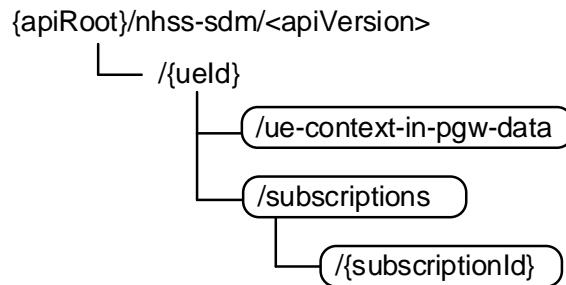 {apiRoot}/nhss-sdm/<apiVersion>
/{ueId}
/ue-context-in-pgw-data
/subscriptions
/{subscriptionId}